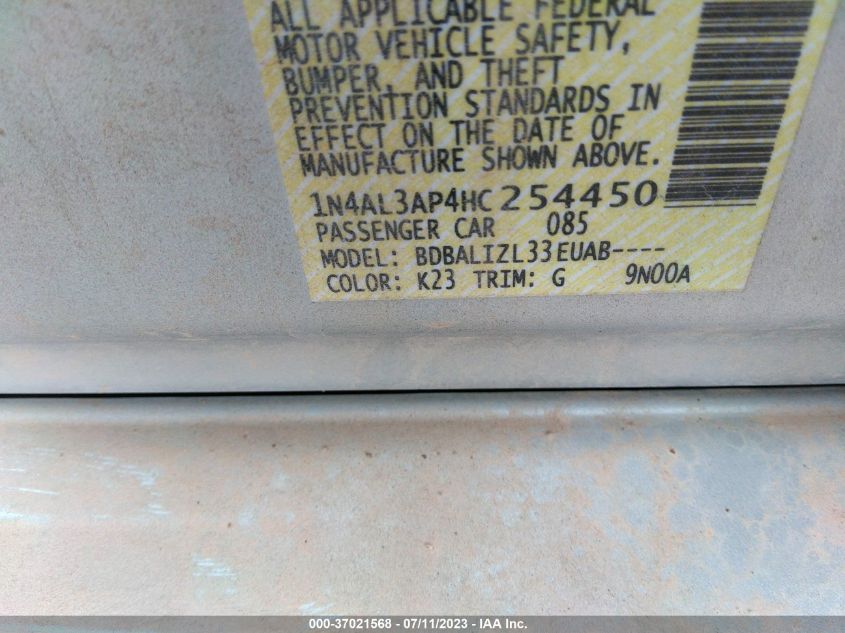 ALL APPLICABLE FEDERAL
MOTOR VEHICLE SAFETY,
BUMPER, AND THEFT
PREVENTION STANDARDS IN
EFFECT ON THE DATE OF
MANUFACTURE SHOWN ABOVE.
1N4AL3AP4HC254450
PASSENGER CAR 085
MODEL: BDBALIZL33EUAB----
COLOR: K23 TRIM: G 9N00A
000-37021568 - 07/11/2023 - IAA Inc.